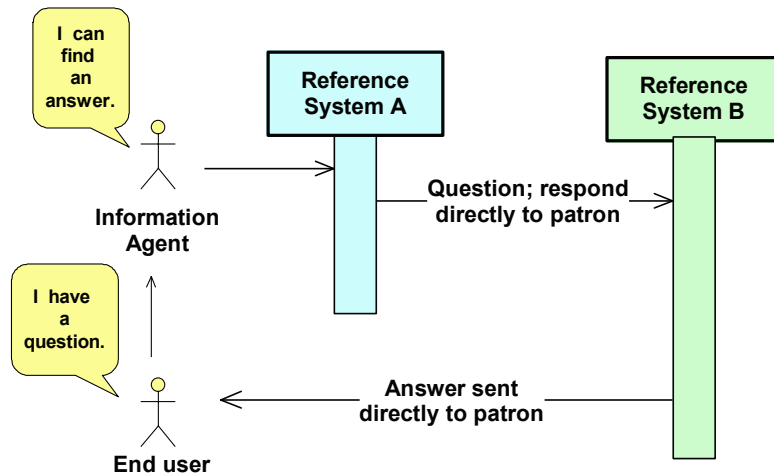 I can
find
an
answer.
Reference
System A
Reference
System B
Question; respond
directly to patron
Information
Agent
I have
a
question.
Answer sent
directly to patron
End user